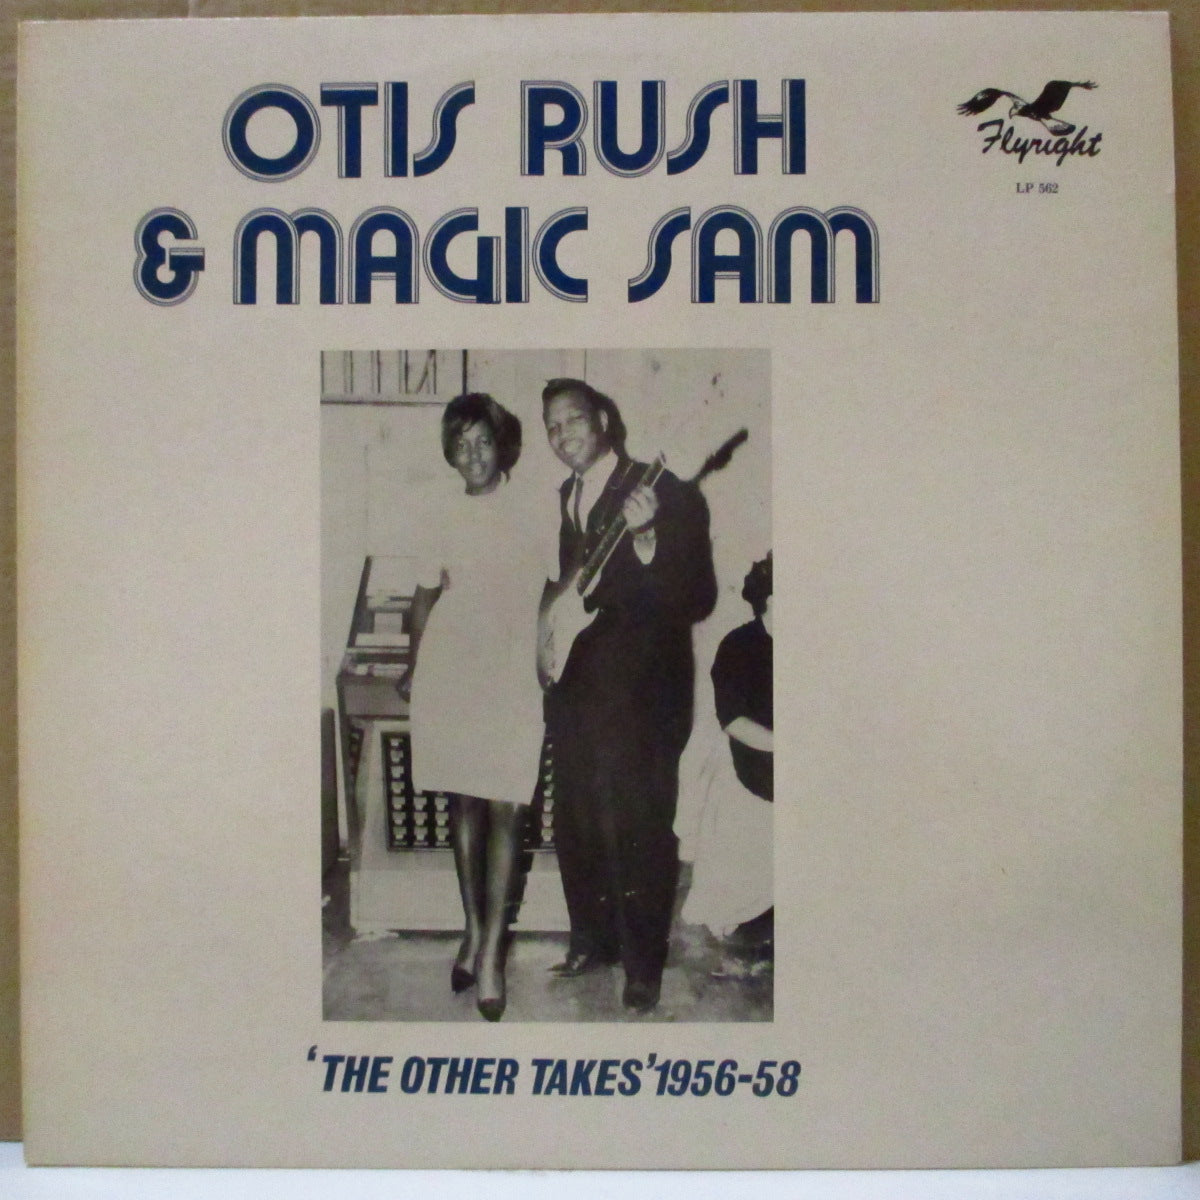 OTIS RUSH
& MAGIC SAM
Flyright
LP 562
'THE OTHER TAKES' 1956-58